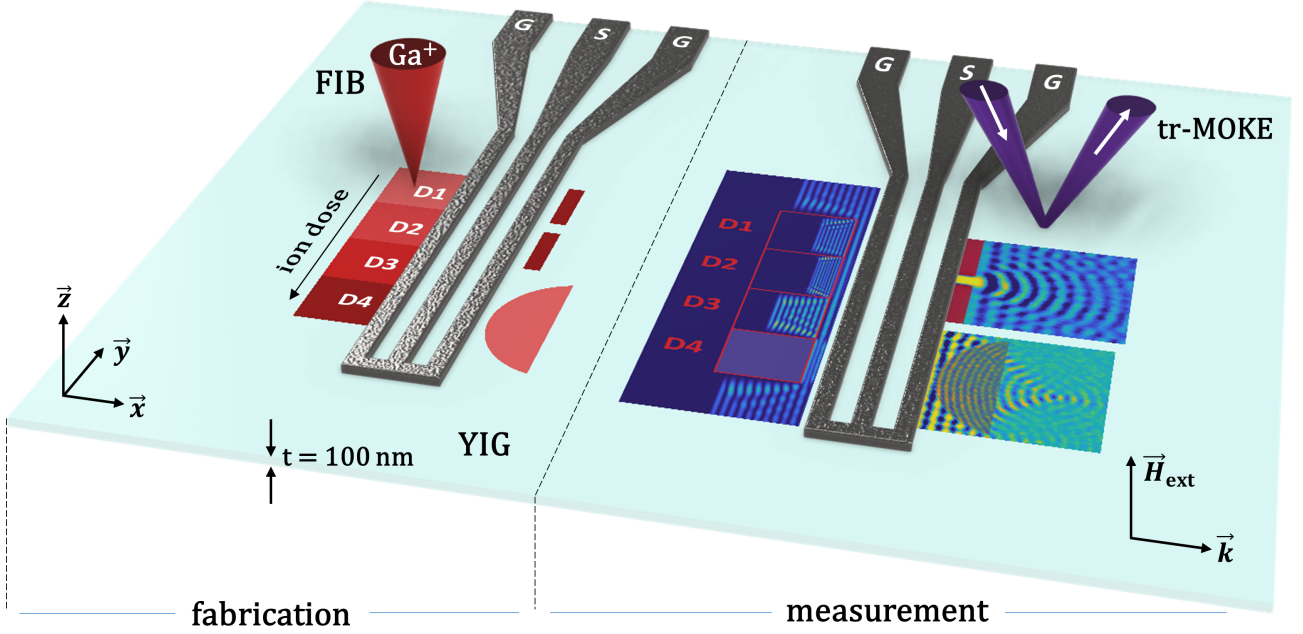 G
S
G
Ga⁺
FIB
D1
D2
D3
D4
ion dose
z⃗
y⃗
x⃗
t = 100 nm
YIG
fabrication
G
S
G
tr-MOKE
D1
D2
D3
D4
H⃗ext
k⃗
measurement